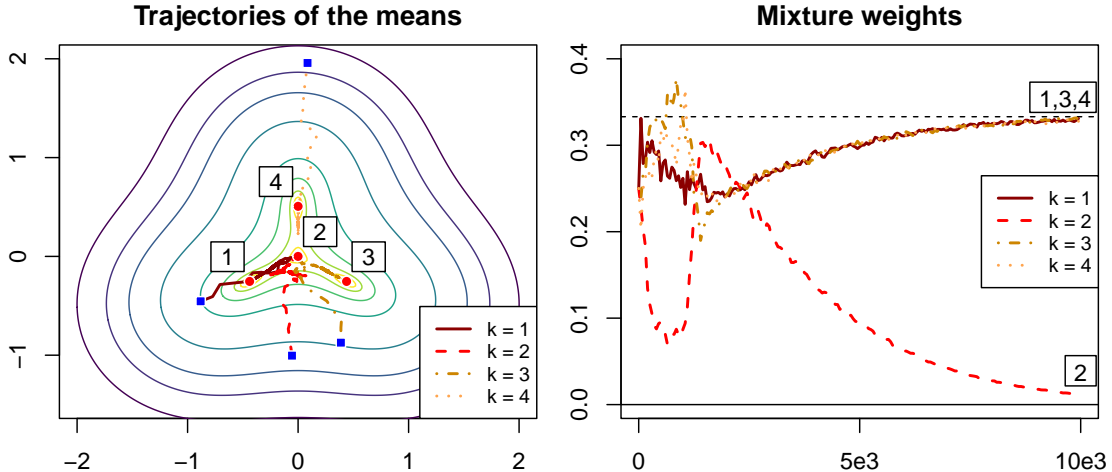 Trajectories of the means
2
1
0
−1
−2
−1
0
1
2
4
2
1
3
k = 1
k = 2
k = 3
k = 4
Mixture weights
0.4
0.3
0.2
0.1
0.0
0
5e3
10e3
1,3,4
2
k = 1
k = 2
k = 3
k = 4